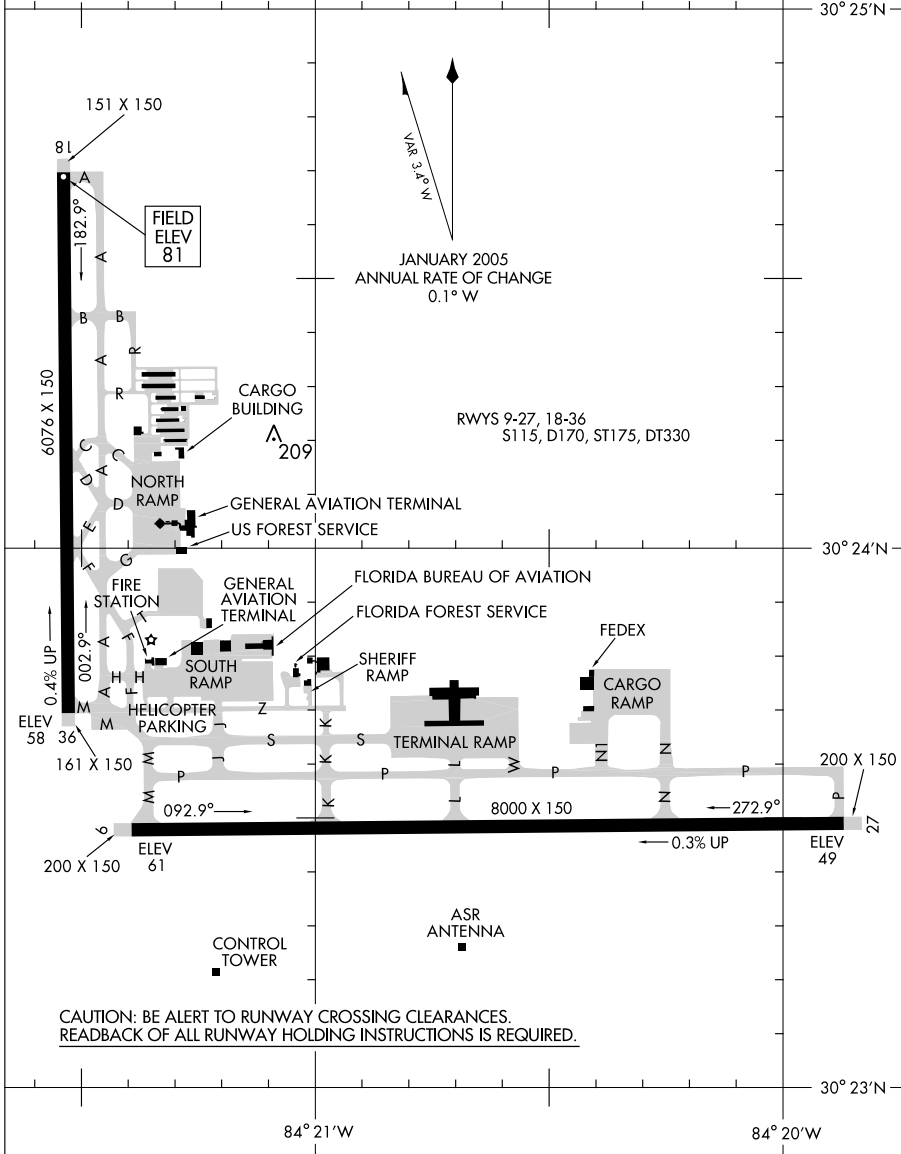 30° 25'N
151 X 150
18
A
VAR 3.4° W
182.9°
FIELD
ELEV
81
A
JANUARY 2005
ANNUAL RATE OF CHANGE
0.1° W
B B
R
A
R
6076 X 150
CARGO
BUILDING
209
RWYS 9-27, 18-36
S115, D170, ST175, DT330
C
C
A
D
NORTH
RAMP
D
GENERAL AVIATION TERMINAL
E
US FOREST SERVICE
30° 24'N
G
F
FIRE
STATION
GENERAL
AVIATION
TERMINAL
FLORIDA BUREAU OF AVIATION
FLORIDA FOREST SERVICE
T
F
FEDEX
0.4% UP
002.9°
A
SHERIFF
RAMP
SOUTH
RAMP
H H
CARGO
RAMP
A
F
M
HELICOPTER
PARKING
Z
J
K
ELEV
58
36
M
S
S
TERMINAL RAMP
161 X 150
M
J
K
L
W
N1
N
200 X 150
P
P
P
P
M
K
L
N
P
092.9°
8000 X 150
272.9°
9
27
200 X 150
ELEV
61
0.3% UP
ELEV
49
ASR
ANTENNA
CONTROL
TOWER
CAUTION: BE ALERT TO RUNWAY CROSSING CLEARANCES.
READBACK OF ALL RUNWAY HOLDING INSTRUCTIONS IS REQUIRED.
30° 23'N
84° 21'W
84° 20'W